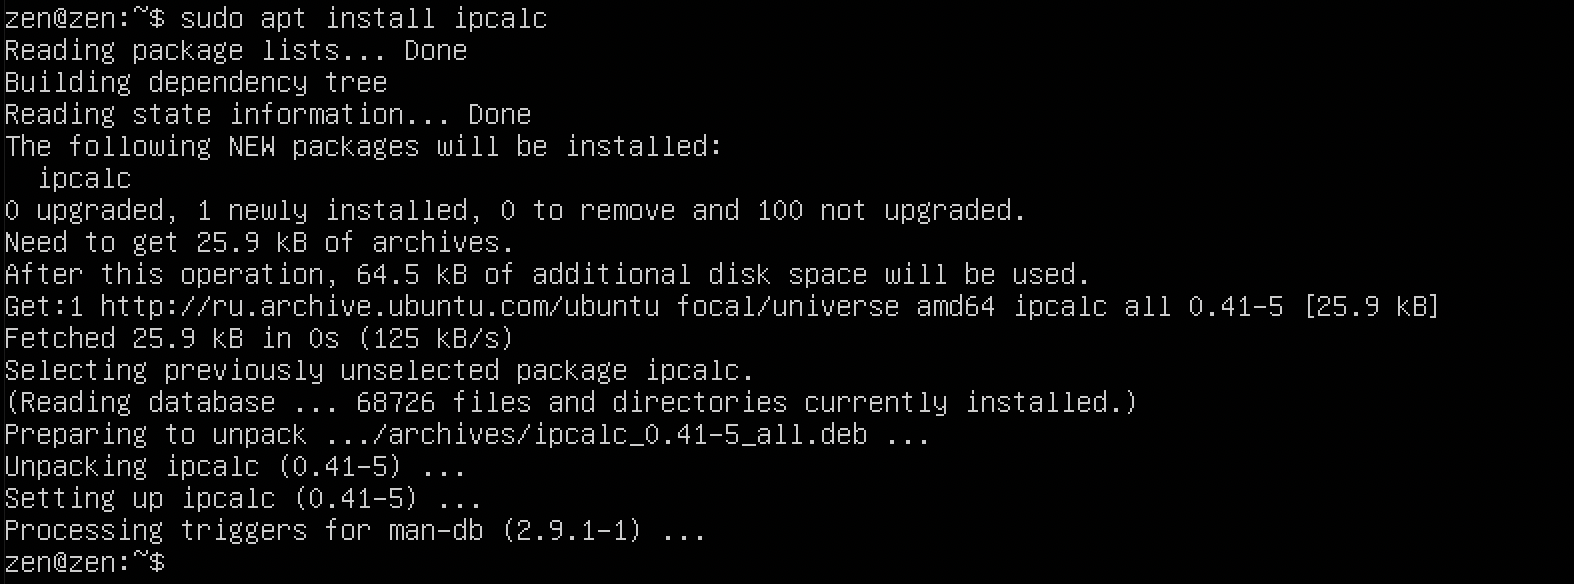 zen@zen:~$ sudo apt install ipcalc
Reading package lists... Done
Building dependency tree
Reading state information... Done
The following NEW packages will be installed:
  ipcalc
0 upgraded, 1 newly installed, 0 to remove and 100 not upgraded.
Need to get 25.9 kB of archives.
After this operation, 64.5 kB of additional disk space will be used.
Get:1 http://ru.archive.ubuntu.com/ubuntu focal/universe amd64 ipcalc all 0.41-5 [25.9 kB]
Fetched 25.9 kB in 0s (125 kB/s)
Selecting previously unselected package ipcalc.
(Reading database ... 68726 files and directories currently installed.)
Preparing to unpack .../archives/ipcalc_0.41-5_all.deb ...
Unpacking ipcalc (0.41-5) ...
Setting up ipcalc (0.41-5) ...
Processing triggers for man-db (2.9.1-1) ...
zen@zen:~$